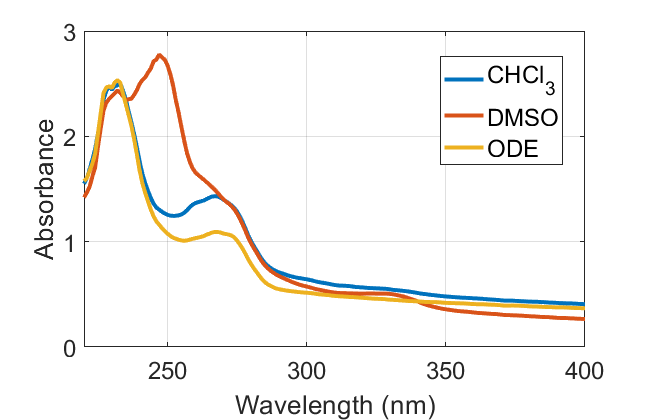 3
2
1
0
Absorbance
CHCl₃
DMSO
ODE
250 300 350 400
Wavelength (nm)